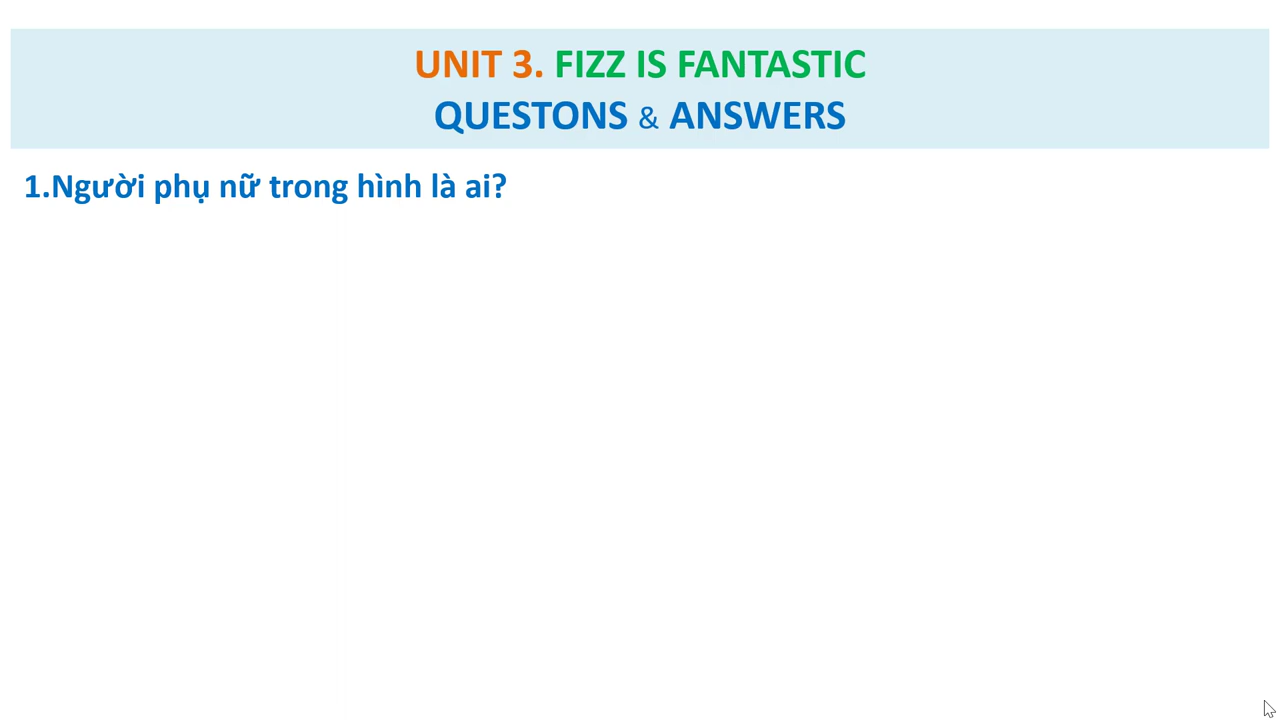 UNIT 3. FIZZ IS FANTASTIC
QUESTONS & ANSWERS
1.Người phụ nữ trong hình là ai?